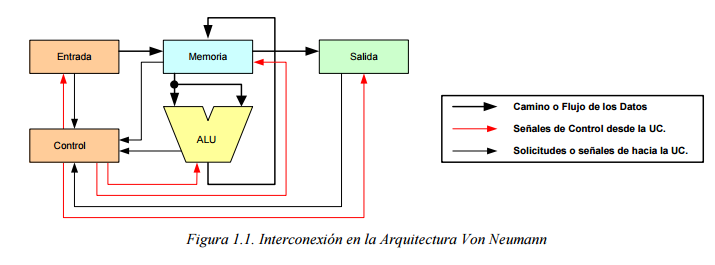 Entrada
Memoria
Salida
Control
ALU
Camino o Flujo de los Datos
Señales de Control desde la UC.
Solicitudes o señales de hacia la UC.
Figura 1.1. Interconexión en la Arquitectura Von Neumann